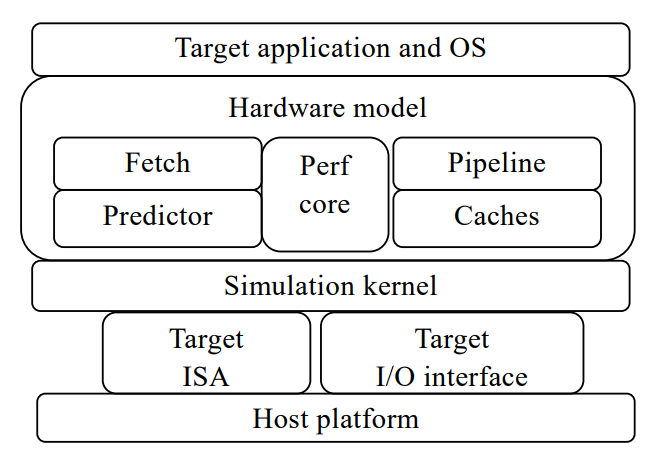 Target application and OS
Hardware model
Fetch
Predictor
Perf
core
Pipeline
Caches
Simulation kernel
Target
ISA
Target
I/O interface
Host platform